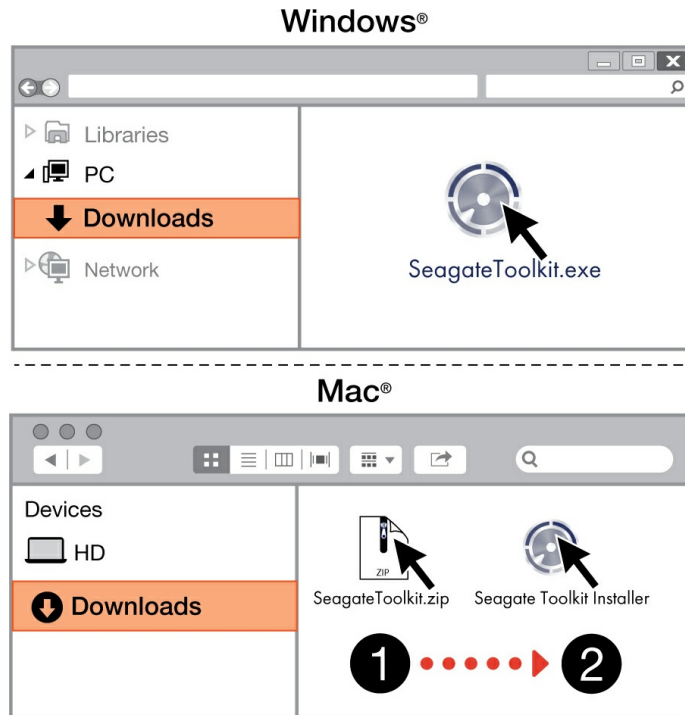 Windows®
Libraries
PC
Downloads
Network
SeagateToolkit.exe
Mac®
Devices
HD
Downloads
ZIP
SeagateToolkit.zip
Seagate Toolkit Installer
1
2